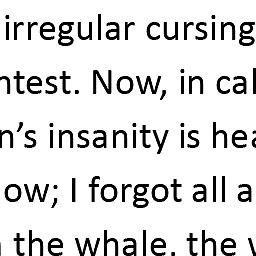 irregular cursing
ntest. Now, in cal
n’s insanity is hea
ow; I forgot all a
the whale. the